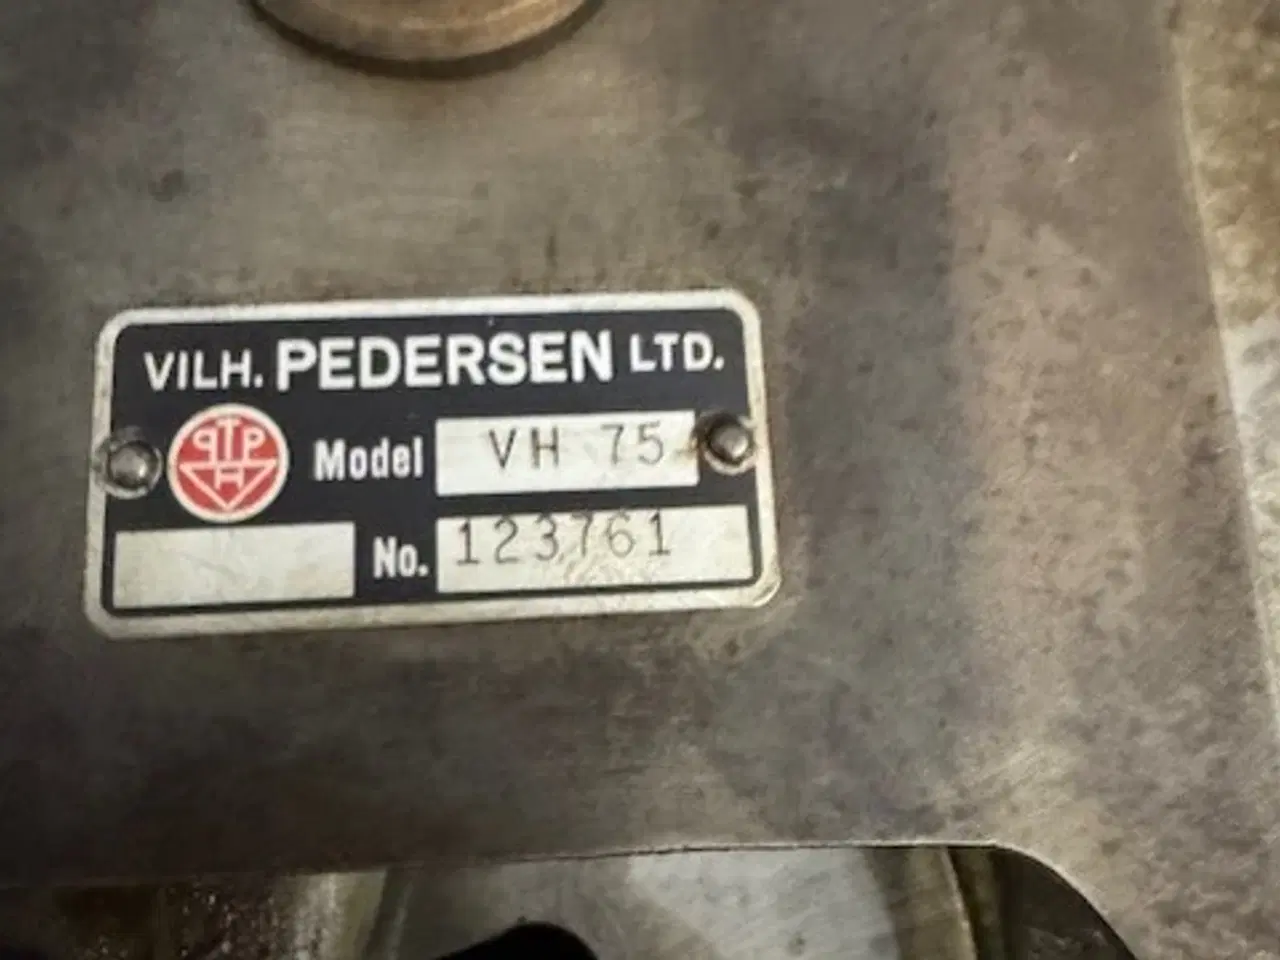 VILH. PEDERSEN LTD.
Model VH 75
No. 123761